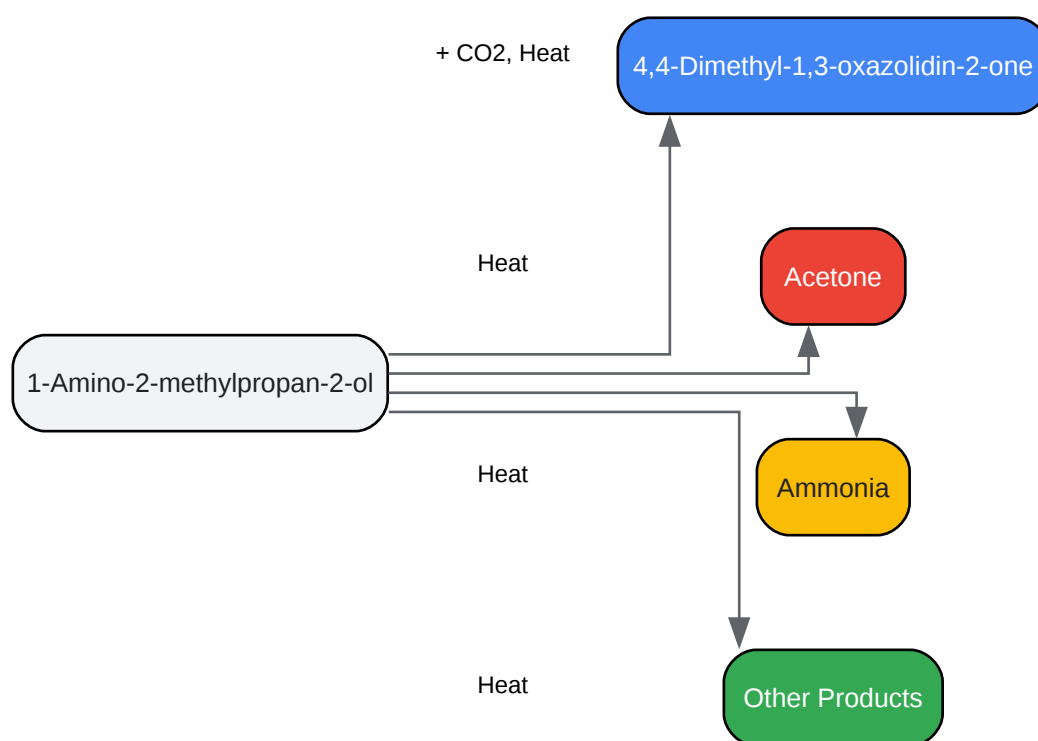 + CO2, Heat
4,4-Dimethyl-1,3-oxazolidin-2-one
Heat
Acetone
1-Amino-2-methylpropan-2-ol
Heat
Ammonia
Heat
Other Products